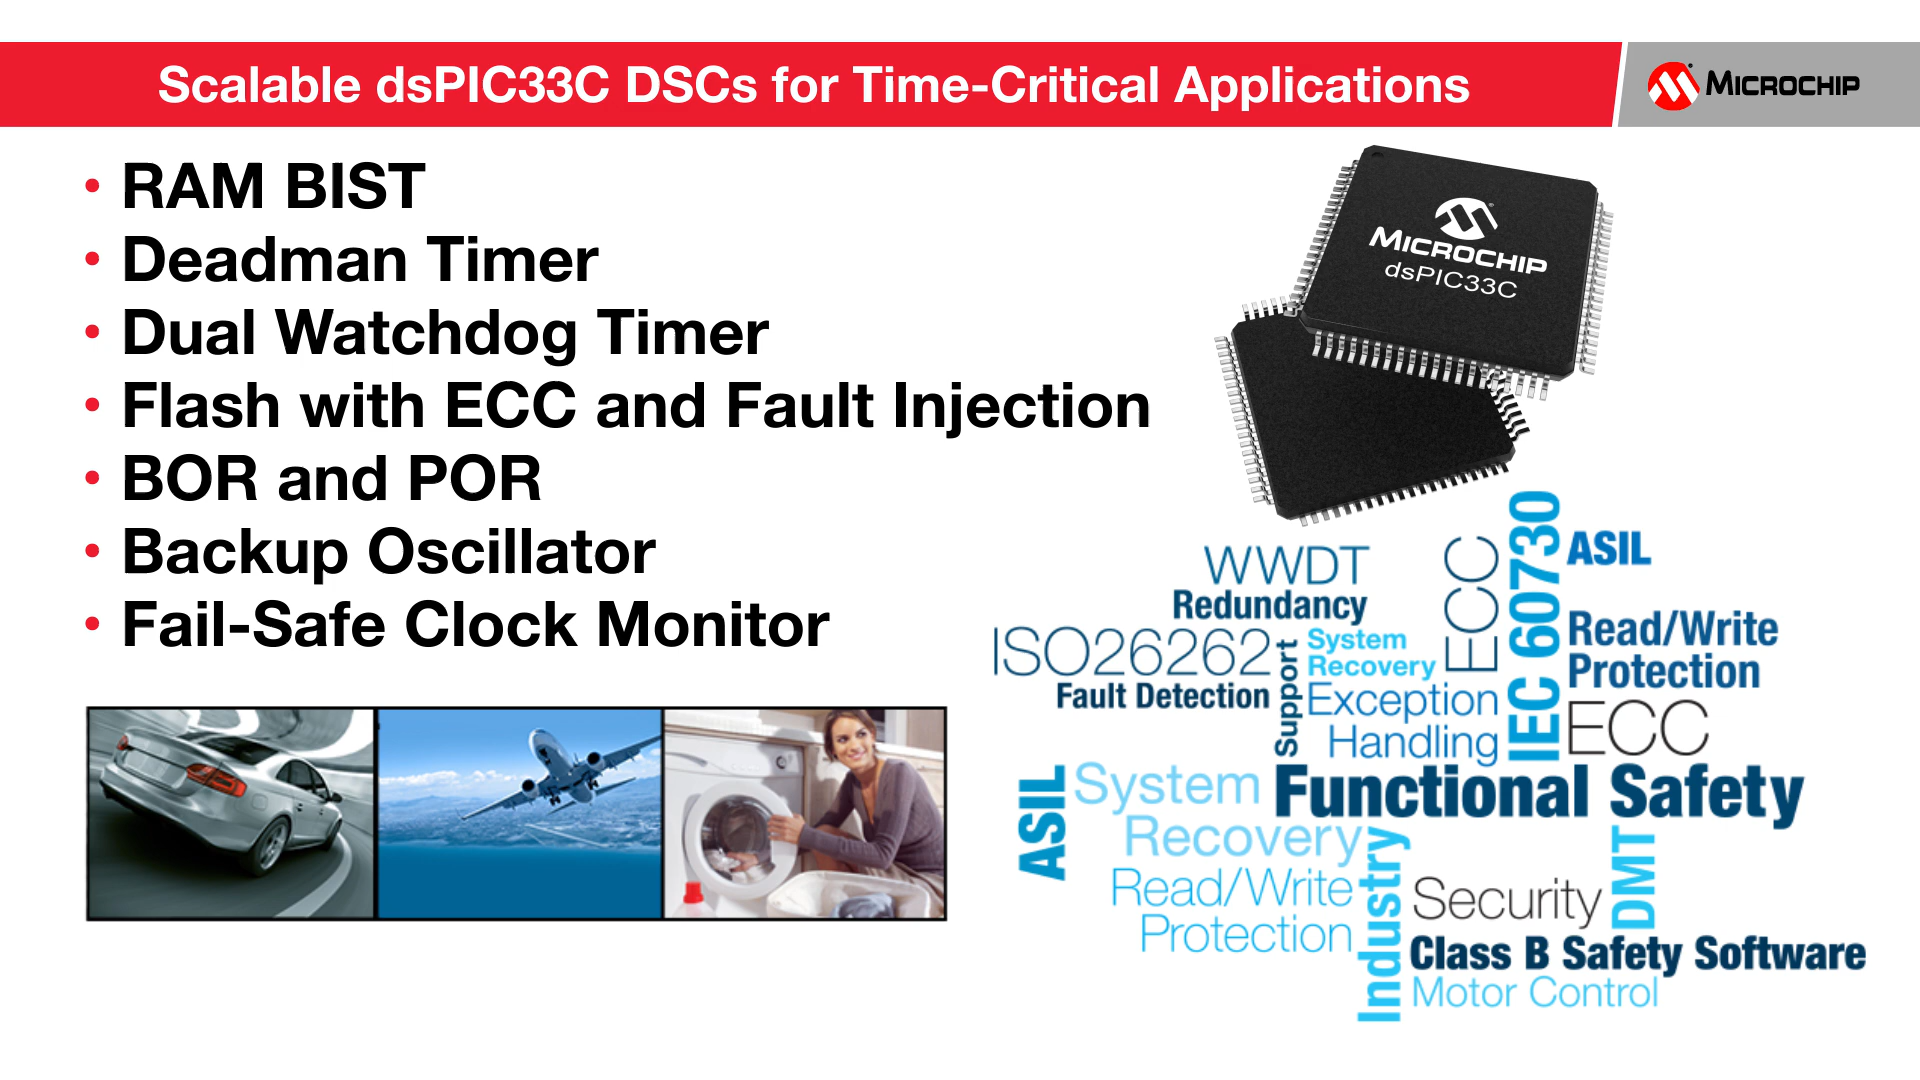 Scalable dsPIC33C DSCs for Time-Critical Applications
MICROCHIP
• RAM BIST
• Deadman Timer
• Dual Watchdog Timer
• Flash with ECC and Fault Injection
• BOR and POR
• Backup Oscillator
• Fail-Safe Clock Monitor
MICROCHIP
dsPIC33C
WWDT
Redundancy
ISO26262
Fault Detection
Support
System
Recovery
Exception
Handling
ECC
IEC 60730
ASIL
Read/Write
Protection
ECC
Functional Safety
ASIL
System
Recovery
Read/Write
Protection
Industry
Security
DMT
Class B Safety Software
Motor Control